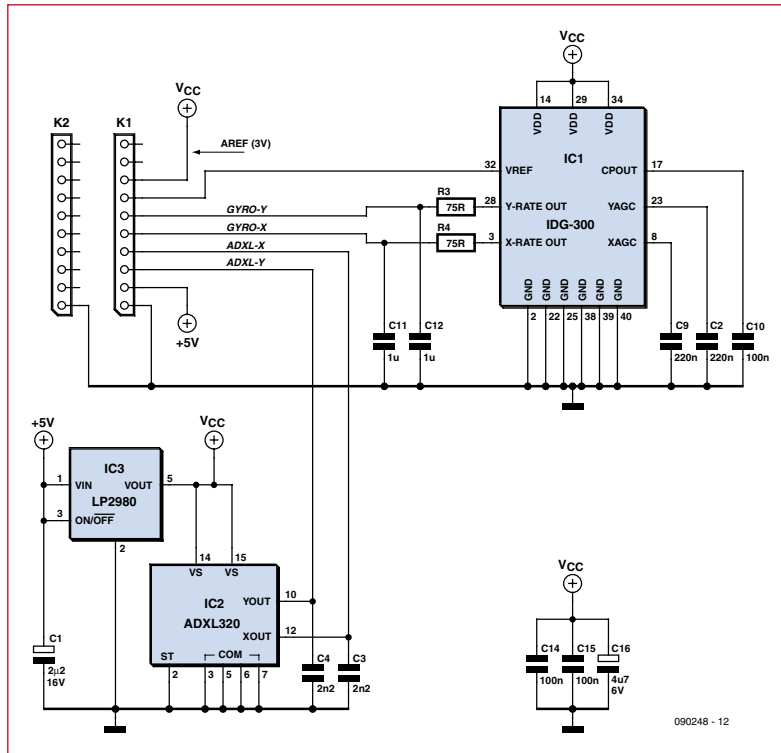 VCC
K2
K1
VCC
AREF (3V)
14
29
34
VDD
VDD
VDD
IC1
32
VREF
CPOUT
17
GYRO-Y
R3
75R
28
Y-RATE OUT
YAGC
23
IDG-300
GYRO-X
R4
75R
3
X-RATE OUT
XAGC
8
ADXL-X
ADXL-Y
GND
GND
GND
GND
GND
GND
2
22
25
38
39
40
+5V
C11
1u
C12
1u
C9
220n
C2
220n
C10
100n
+5V
VCC
IC3
1
VIN
VOUT
5
LP2980
3
ON/OFF
2
14
15
VS
VS
IC2
YOUT
10
ADXL320
XOUT
12
ST
COM
2
3
5
6
7
C1
2µ2
16V
C4
2n2
C3
2n2
VCC
C14
100n
C15
100n
C16
4u7
6V
090248 - 12